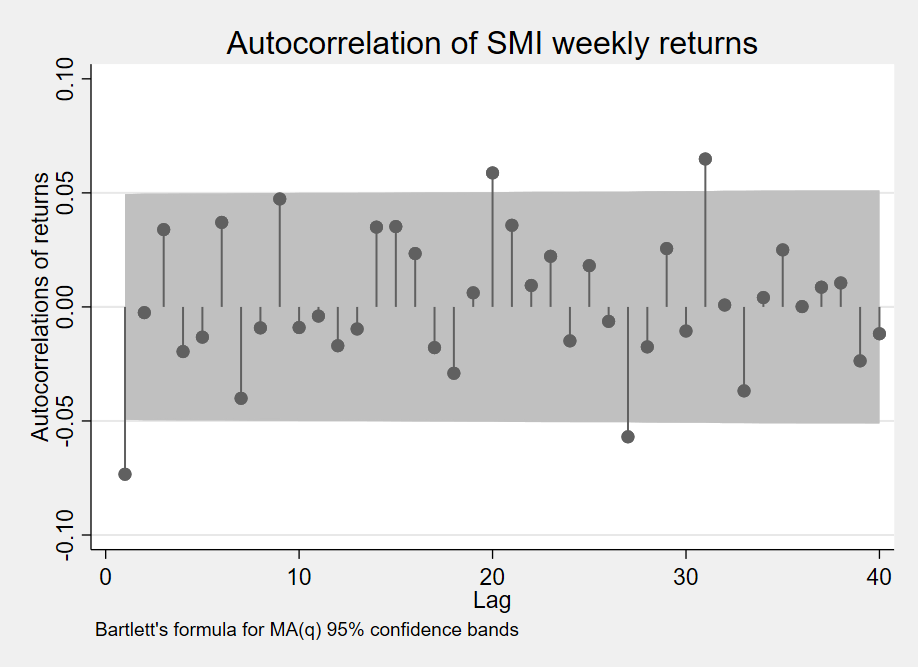 Autocorrelation of SMI weekly returns
Autocorrelations of returns
0.10
0.05
0.00
-0.05
-0.10
0 10 20 30 40
Lag
Bartlett's formula for MA(q) 95% confidence bands